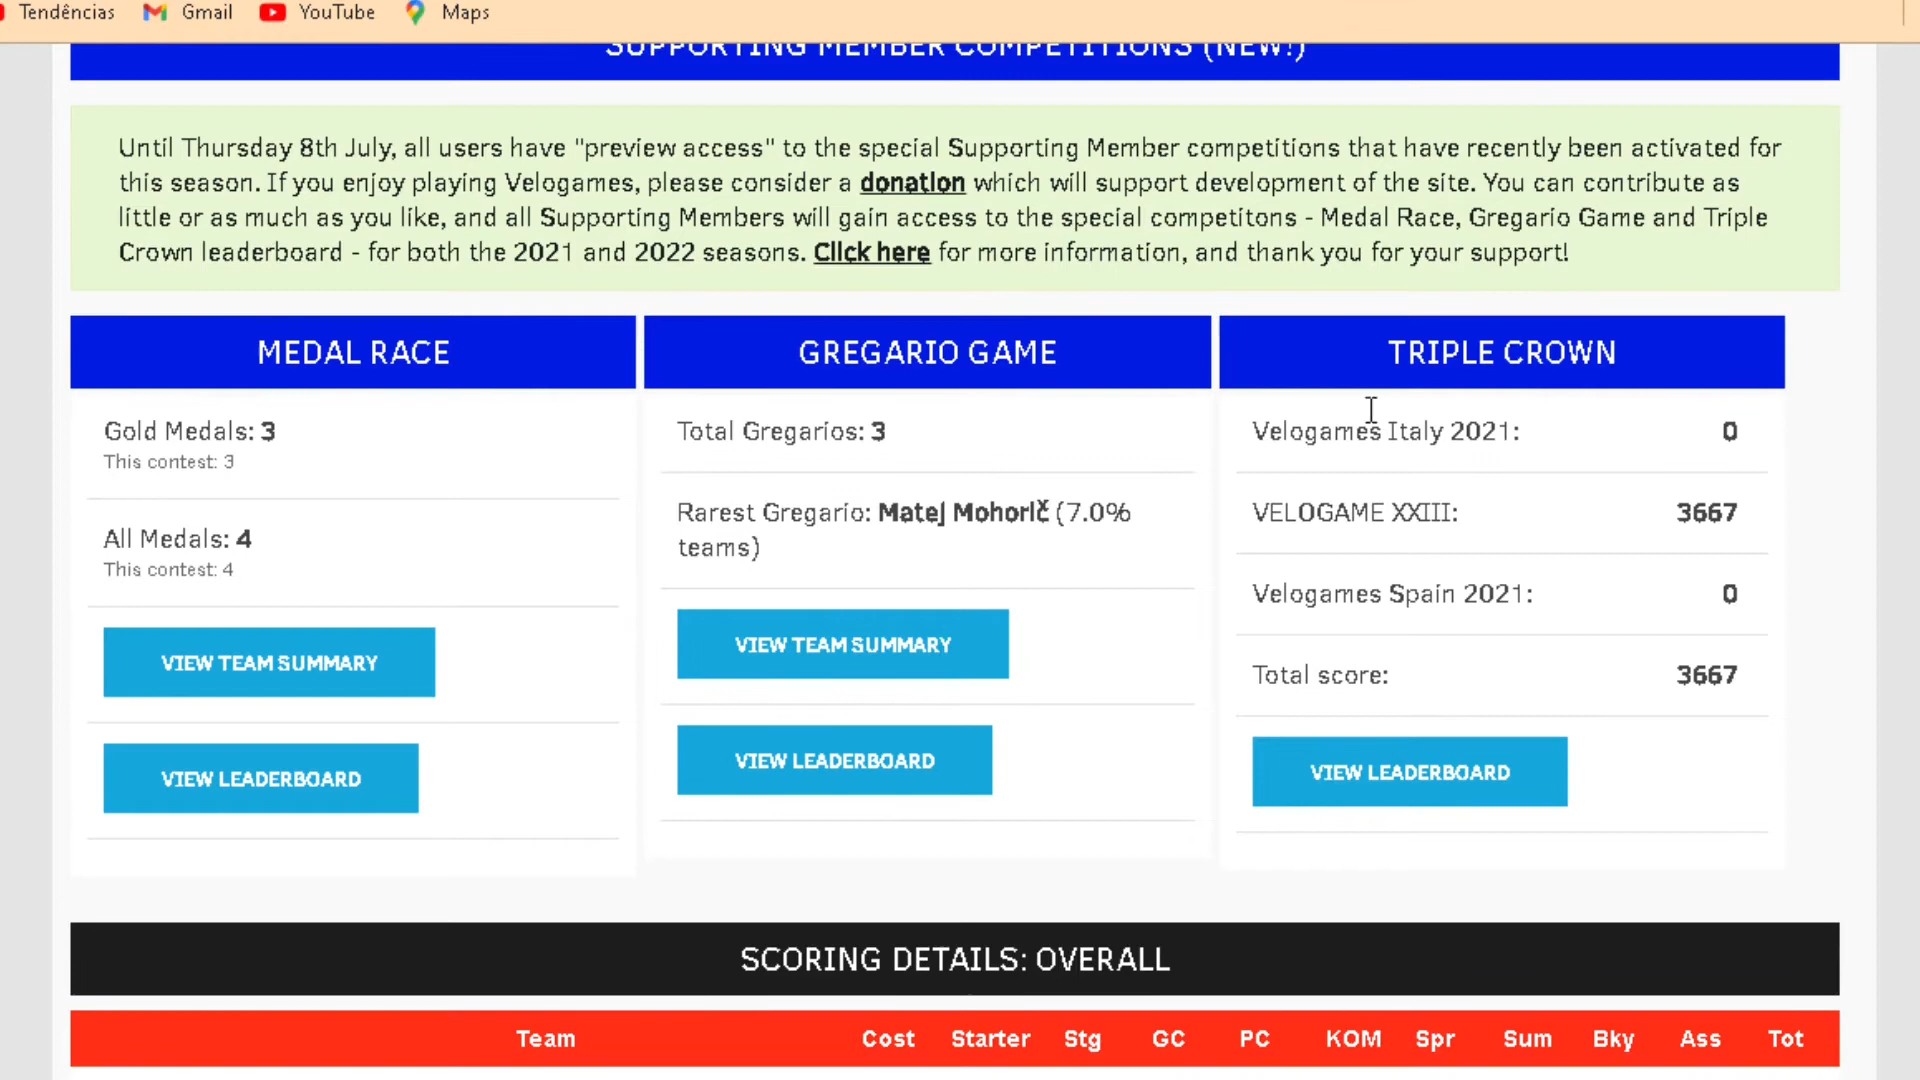 Tendências Gmail YouTube Maps
SUPPORTING MEMBER COMPETITIONS (NEW!)
Until Thursday 8th July, all users have "preview access" to the special Supporting Member competitions that have recently been activated for
this season. If you enjoy playing Velogames, please consider a donation which will support development of the site. You can contribute as
little or as much as you like, and all Supporting Members will gain access to the special competitons - Medal Race, Gregario Game and Triple
Crown leaderboard - for both the 2021 and 2022 seasons. Click here for more information, and thank you for your support!
MEDAL RACE
Gold Medals: 3
This contest: 3
All Medals: 4
This contest: 4
VIEW TEAM SUMMARY
VIEW LEADERBOARD
GREGARIO GAME
Total Gregarios: 3
Rarest Gregario: Matej Mohorič (7.0%
teams)
VIEW TEAM SUMMARY
VIEW LEADERBOARD
TRIPLE CROWN
Velogames Italy 2021: 0
VELOGAME XXIII: 3667
Velogames Spain 2021: 0
Total score: 3667
VIEW LEADERBOARD
SCORING DETAILS: OVERALL
Team Cost Starter Stg GC PC KOM Spr Sum Bky Ass Tot